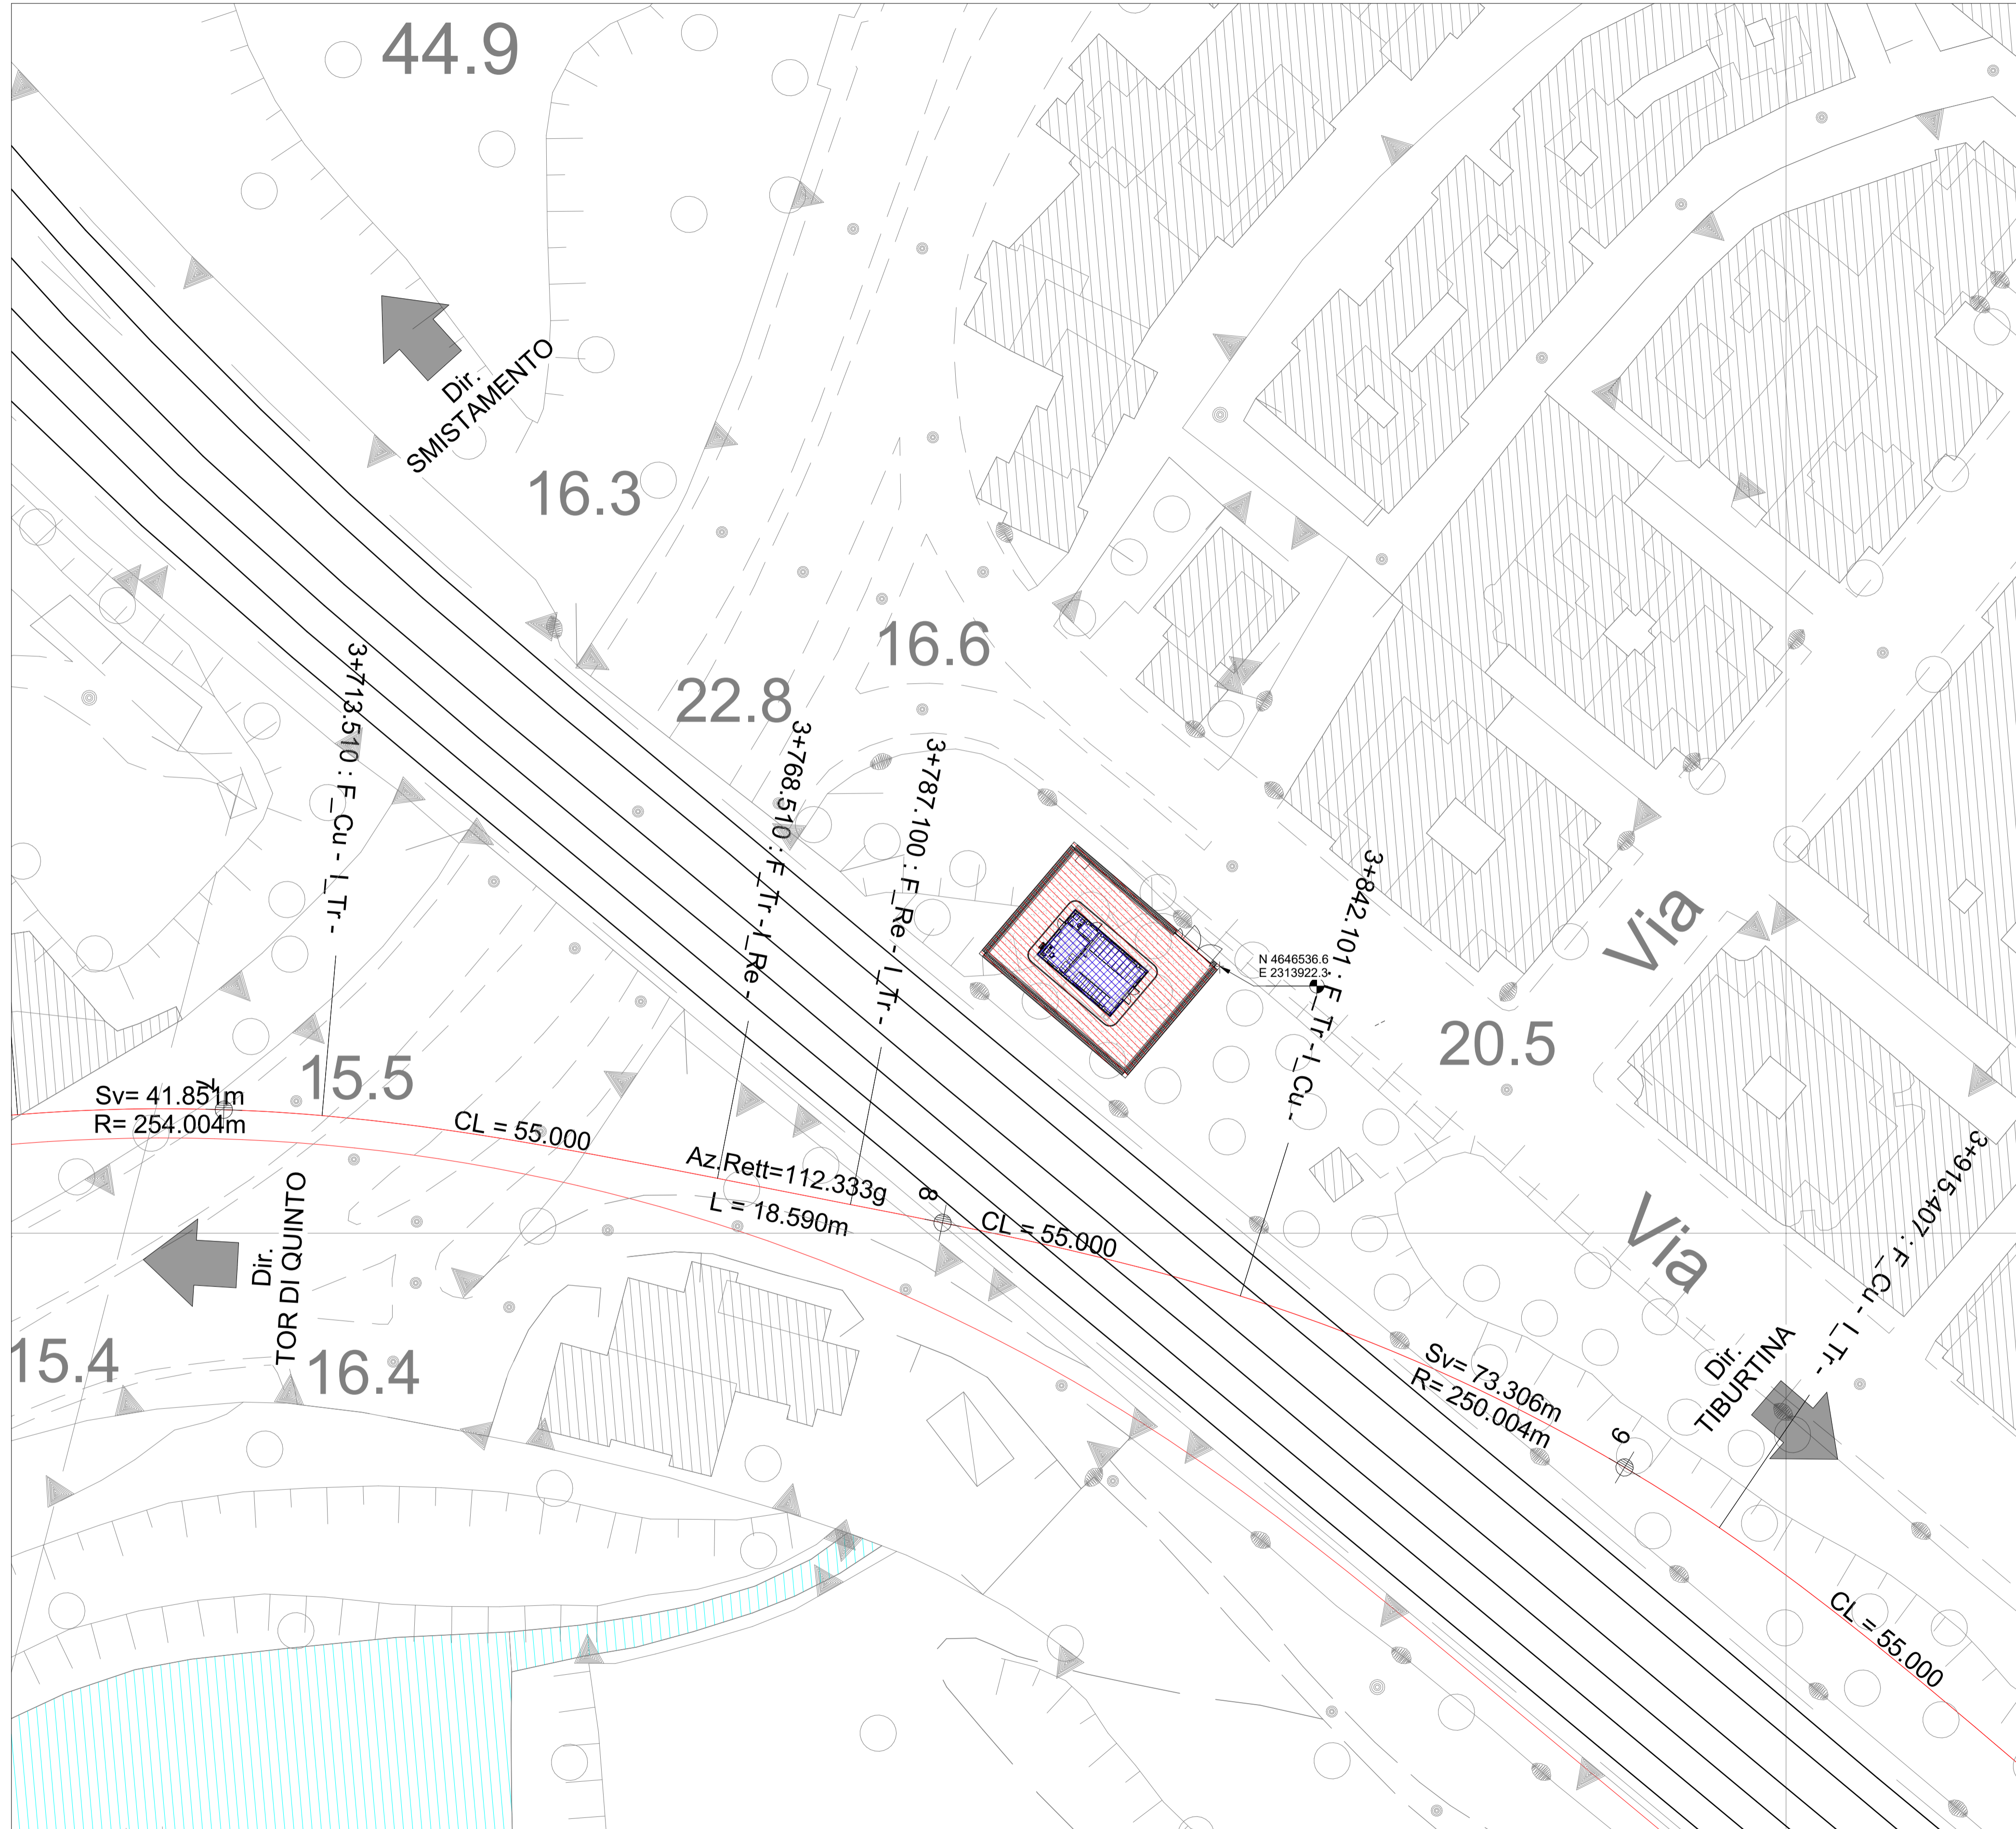 44.9
Dir.
SMISTAMENTO
16.3
16.6
22.8
3+713.510 : F_Cu - I_Tr -
3+768.510 : F_Tr - I_Re -
3+787.100 : F_Re - I_Tr -
3+842.101 : F_Tr - I_Cu -
N 4646536.6
E 2313922.3
Via
20.5
15.5
7
Sv= 41.851m
R= 254.004m
CL = 55.000
Az.Rett=112.333g
L = 18.590m
8
CL = 55.000
Via
3+915.407 : F_Cu - I_Tr -
Dir.
TOR DI QUINTO
15.4
16.4
Sv= 73.306m
R= 250.004m
9
Dir.
TIBURTINA
CL = 55.000